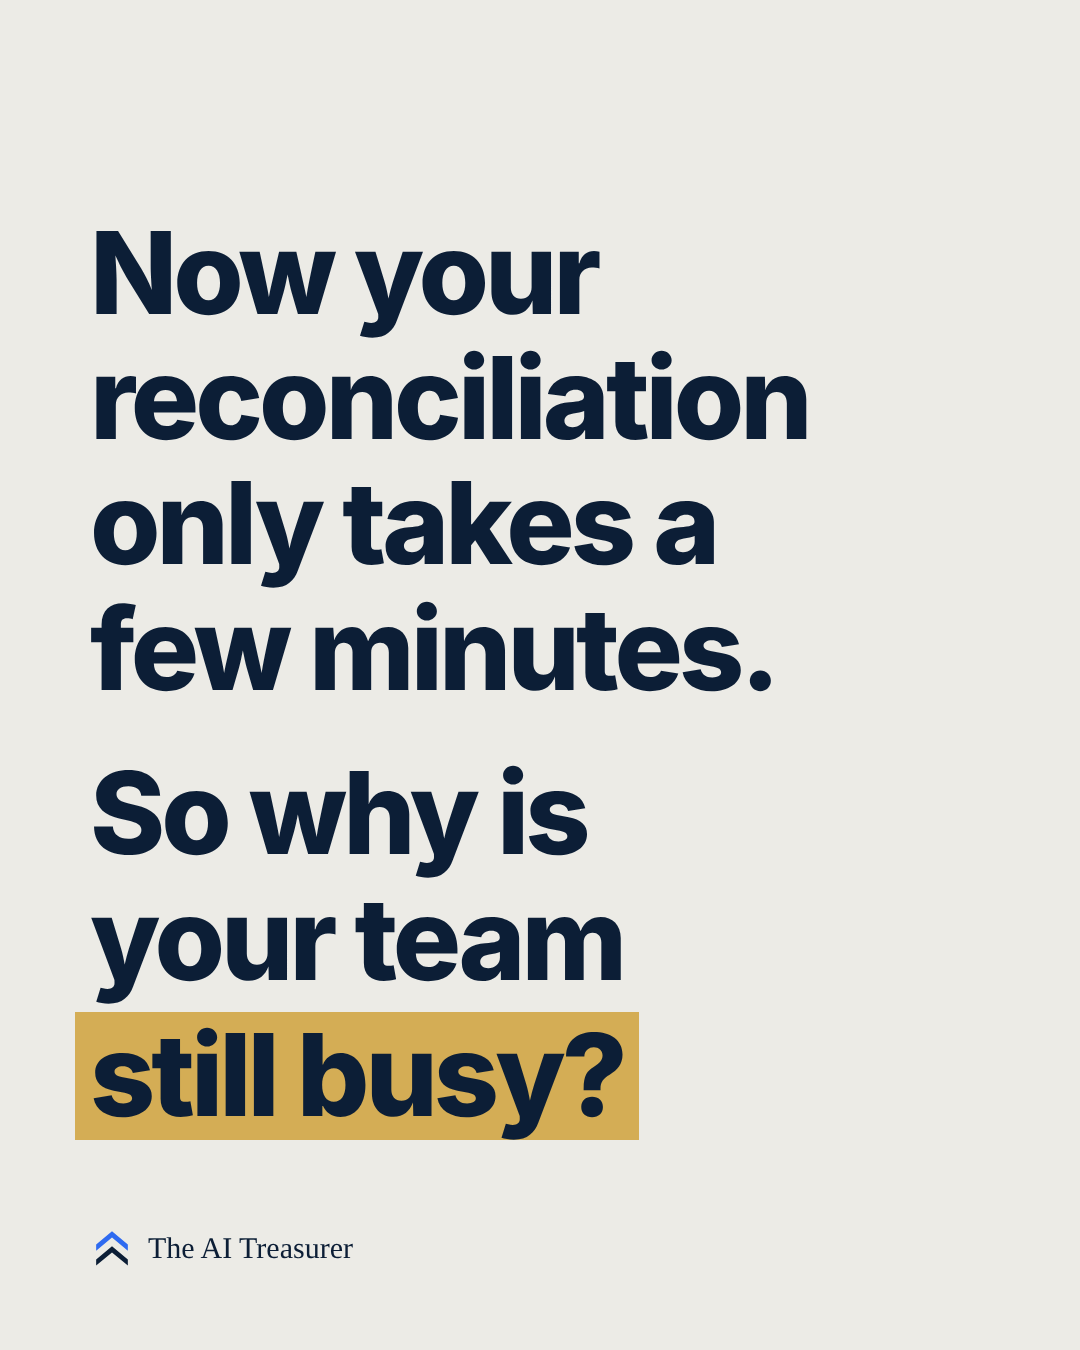 Now your
reconciliation
only takes a
few minutes.
So why is
your team
still busy?
The AI Treasurer